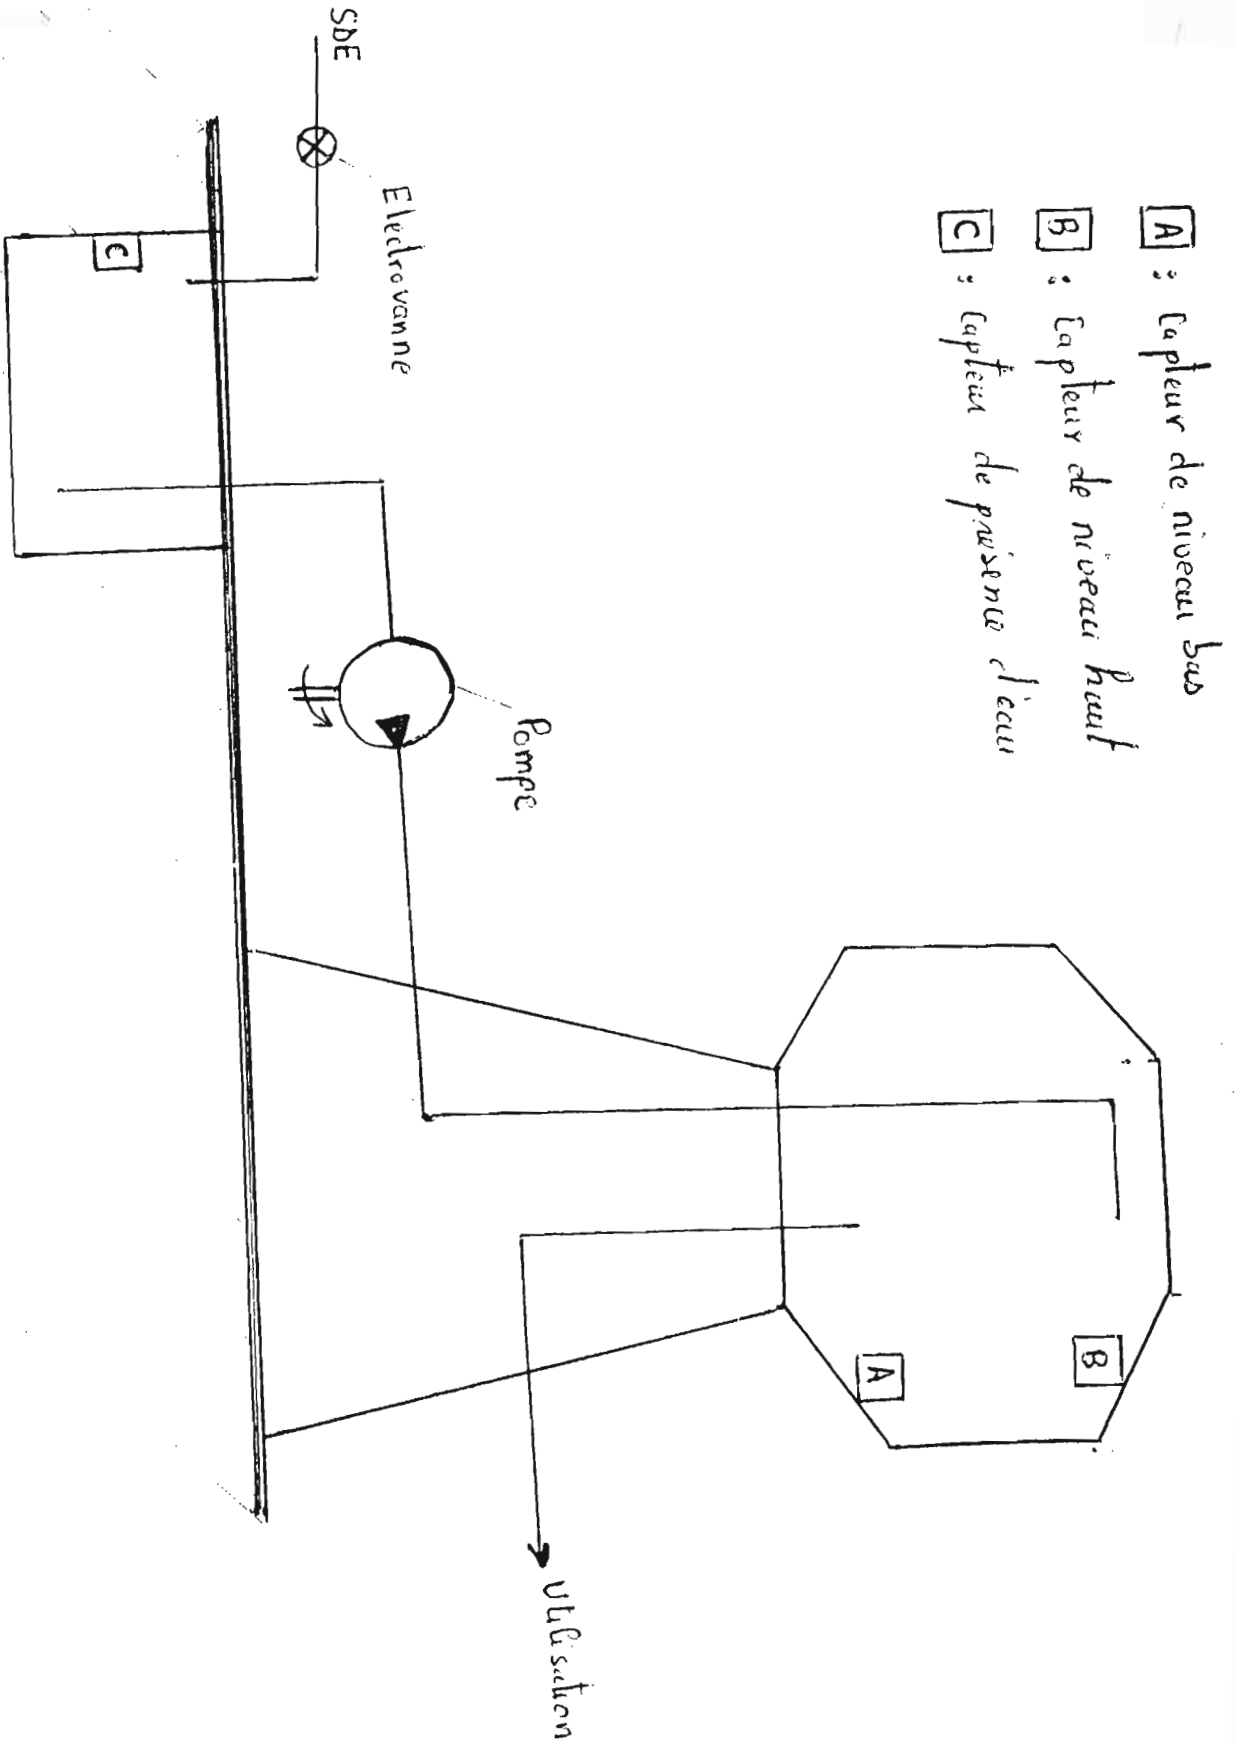 A : Capteur de niveau bas
B : Capteur de niveau haut
C : Capteur de présence d'eau
B
A
Pompe
Electrovanne
SDE
Utilisation
C